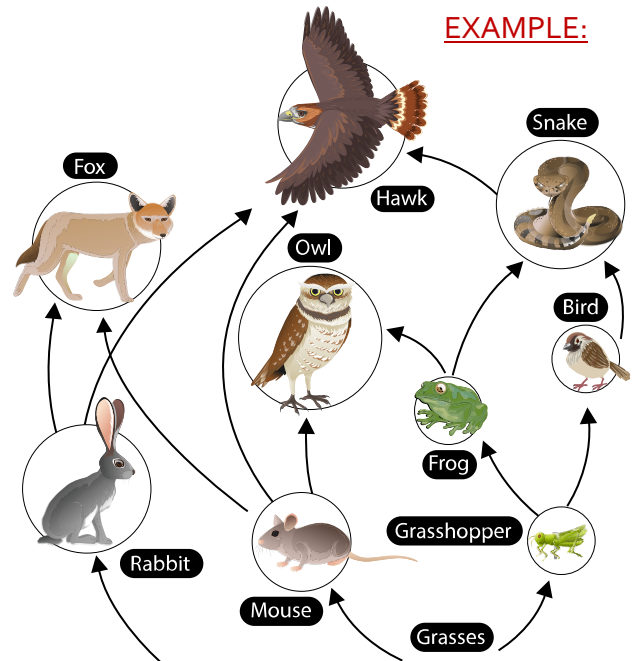 EXAMPLE:
Snake
Fox
Hawk
Owl
Bird
Frog
Grasshopper
Rabbit
Mouse
Grasses